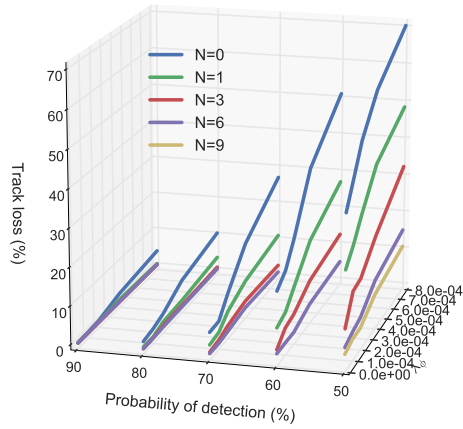 N=0
N=1
N=3
N=6
N=9
Track loss (%)
70
60
50
40
30
20
10
0
90
80
70
60
50
Probability of detection (%)
8.0e-04
7.0e-04
6.0e-04
5.0e-04
4.0e-04
3.0e-04
2.0e-04
1.0e-04
0.0e+00